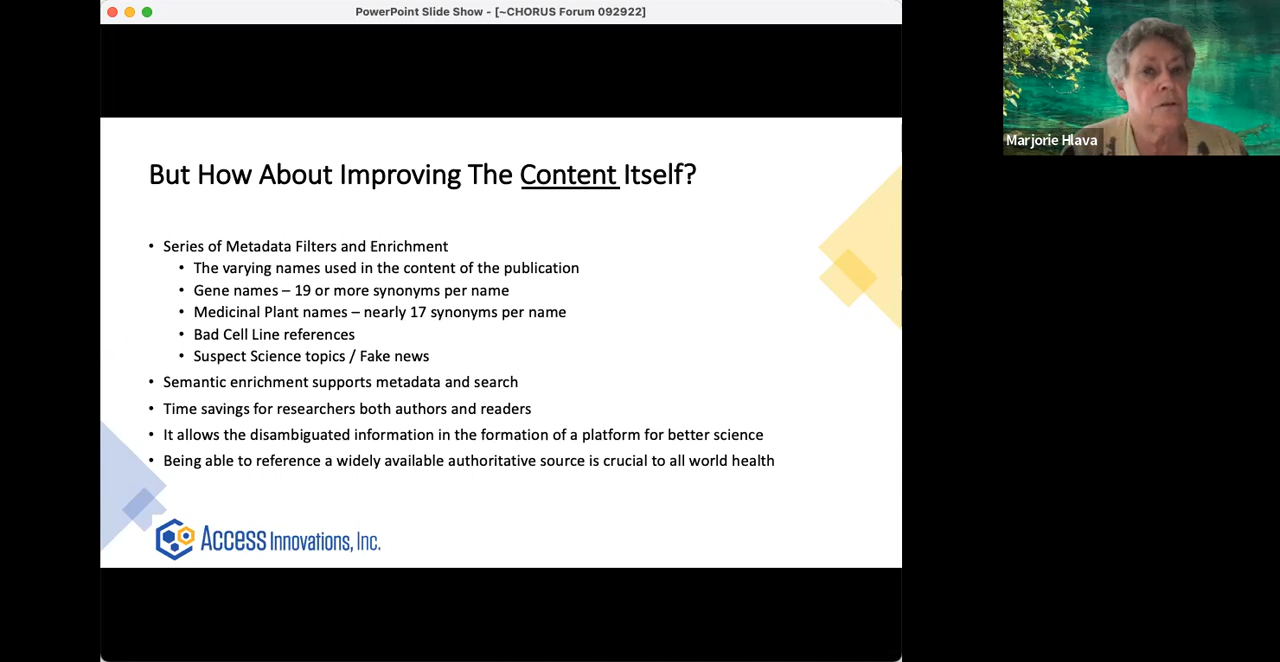 PowerPoint Slide Show - [~CHORUS Forum 092922]
But How About Improving The Content Itself?
• Series of Metadata Filters and Enrichment
• The varying names used in the content of the publication
• Gene names – 19 or more synonyms per name
• Medicinal Plant names – nearly 17 synonyms per name
• Bad Cell Line references
• Suspect Science topics / Fake news
• Semantic enrichment supports metadata and search
• Time savings for researchers both authors and readers
• It allows the disambiguated information in the formation of a platform for better science
• Being able to reference a widely available authoritative source is crucial to all world health
Access Innovations, Inc.
Marjorie Hlava